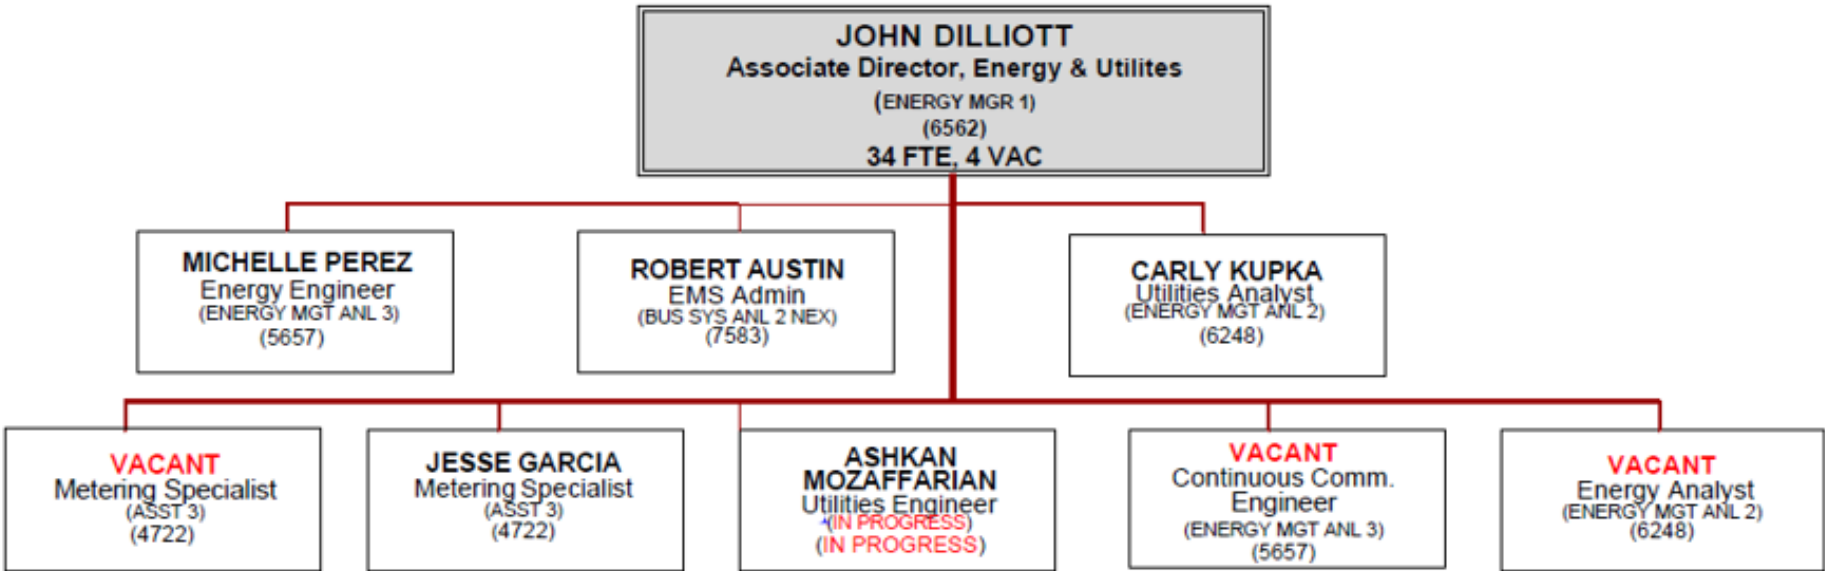 JOHN DILLIOTT
Associate Director, Energy & Utilites
(ENERGY MGR 1)
(6562)
34 FTE, 4 VAC
MICHELLE PEREZ
Energy Engineer
(ENERGY MGT ANL 3)
(5657)
ROBERT AUSTIN
EMS Admin
(BUS SYS ANL 2 NEX)
(7583)
CARLY KUPKA
Utilities Analyst
(ENERGY MGT ANL 2)
(6248)
VACANT
Metering Specialist
(ASST 3)
(4722)
JESSE GARCIA
Metering Specialist
(ASST 3)
(4722)
ASHKAN
MOZAFFARIAN
Utilities Engineer
(IN PROGRESS)
(IN PROGRESS)
VACANT
Continuous Comm.
Engineer
(ENERGY MGT ANL 3)
(5657)
VACANT
Energy Analyst
(ENERGY MGT ANL 2)
(6248)